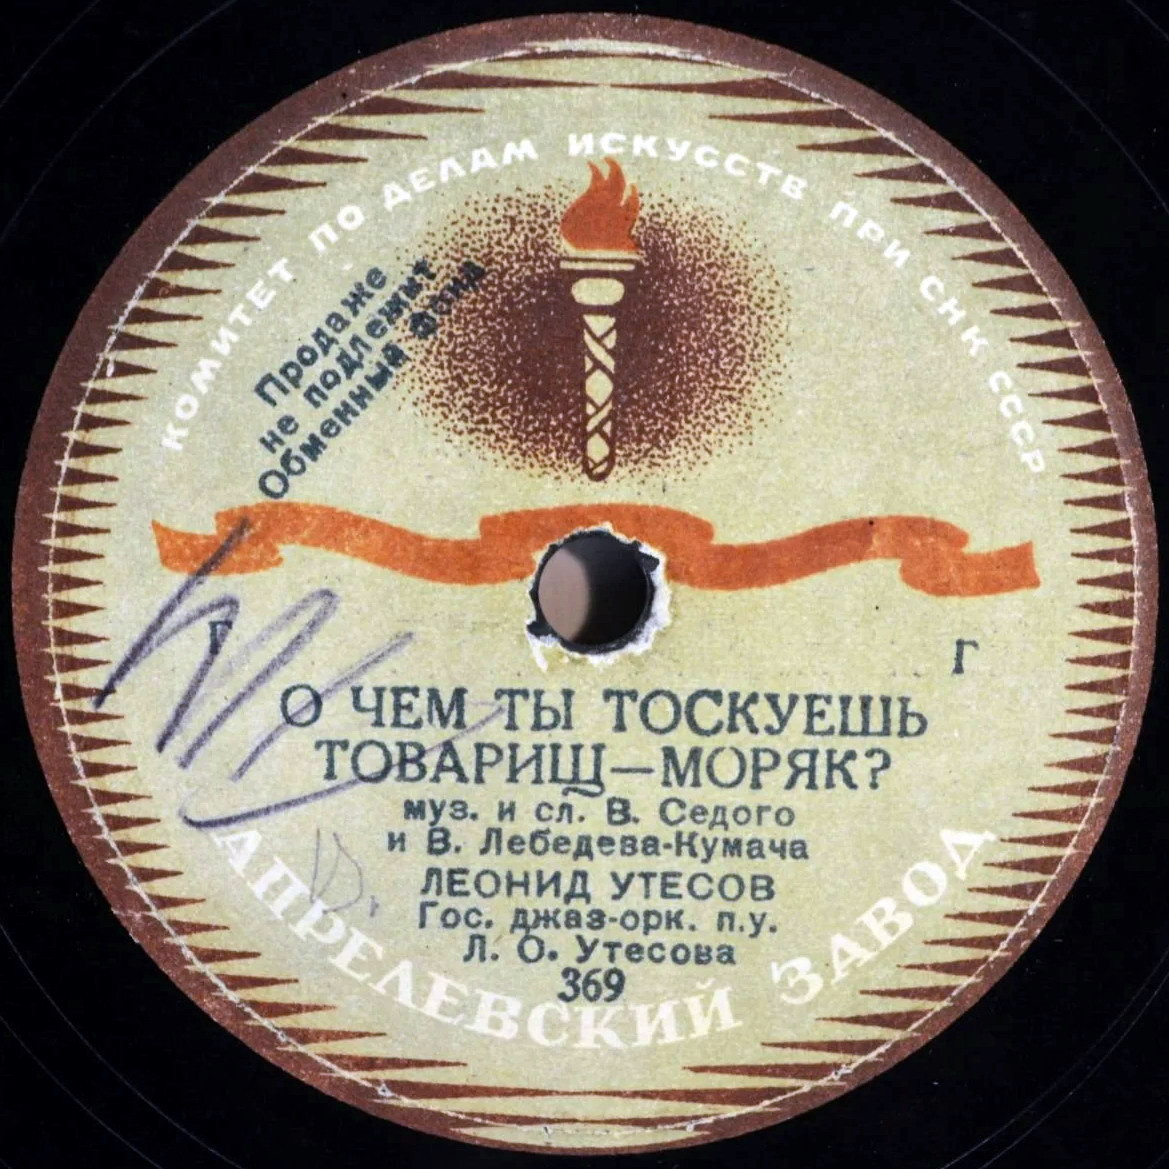 КОМИТЕТ ПО ДЕЛАМ ИСКУССТВ ПРИ СНК СССР
Продаже
не подлежит
Обменный фонд
Г Г
О ЧЕМ ТЫ ТОСКУЕШЬ
ТОВАРИЩ—МОРЯК?
муз. и сл. В. Седого
и В. Лебедева-Кумача
ЛЕОНИД УТЕСОВ
Гос. джаз-орк. п.у.
Л. О. Утесова
369
АПРЕЛЕВСКИЙ ЗАВОД